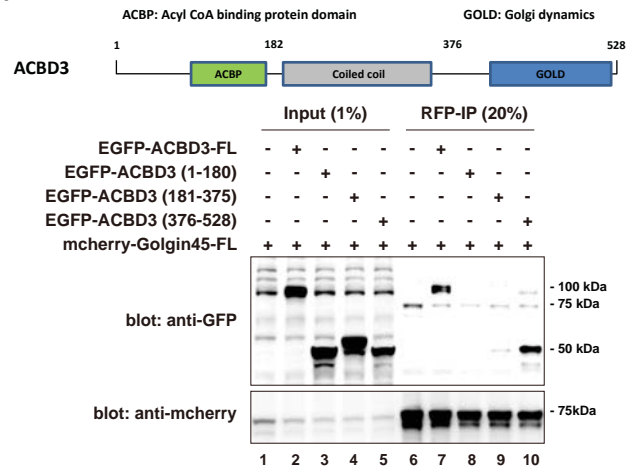 ACBP: Acyl CoA binding protein domain GOLD: Golgi dynamics
1 182 376 528
ACBD3 ACBP Coiled coil GOLD
Input (1%) RFP-IP (20%)
EGFP-ACBD3-FL - + - - - - + - - -
EGFP-ACBD3 (1-180) - - + - - - - + - -
EGFP-ACBD3 (181-375) - - - + - - - - + -
EGFP-ACBD3 (376-528) - - - - + - - - - +
mcherry-Golgin45-FL + + + + + + + + + +
- 100 kDa
- 75 kDa
blot: anti-GFP
- 50 kDa
blot: anti-mcherry - 75kDa
1 2 3 4 5 6 7 8 9 10